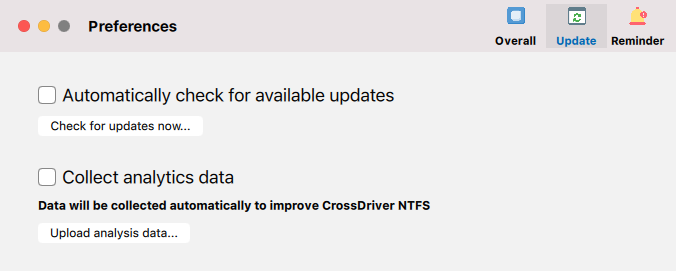 Preferences
Overall
Update
Reminder
Automatically check for available updates
Check for updates now...
Collect analytics data
Data will be collected automatically to improve CrossDriver NTFS
Upload analysis data...